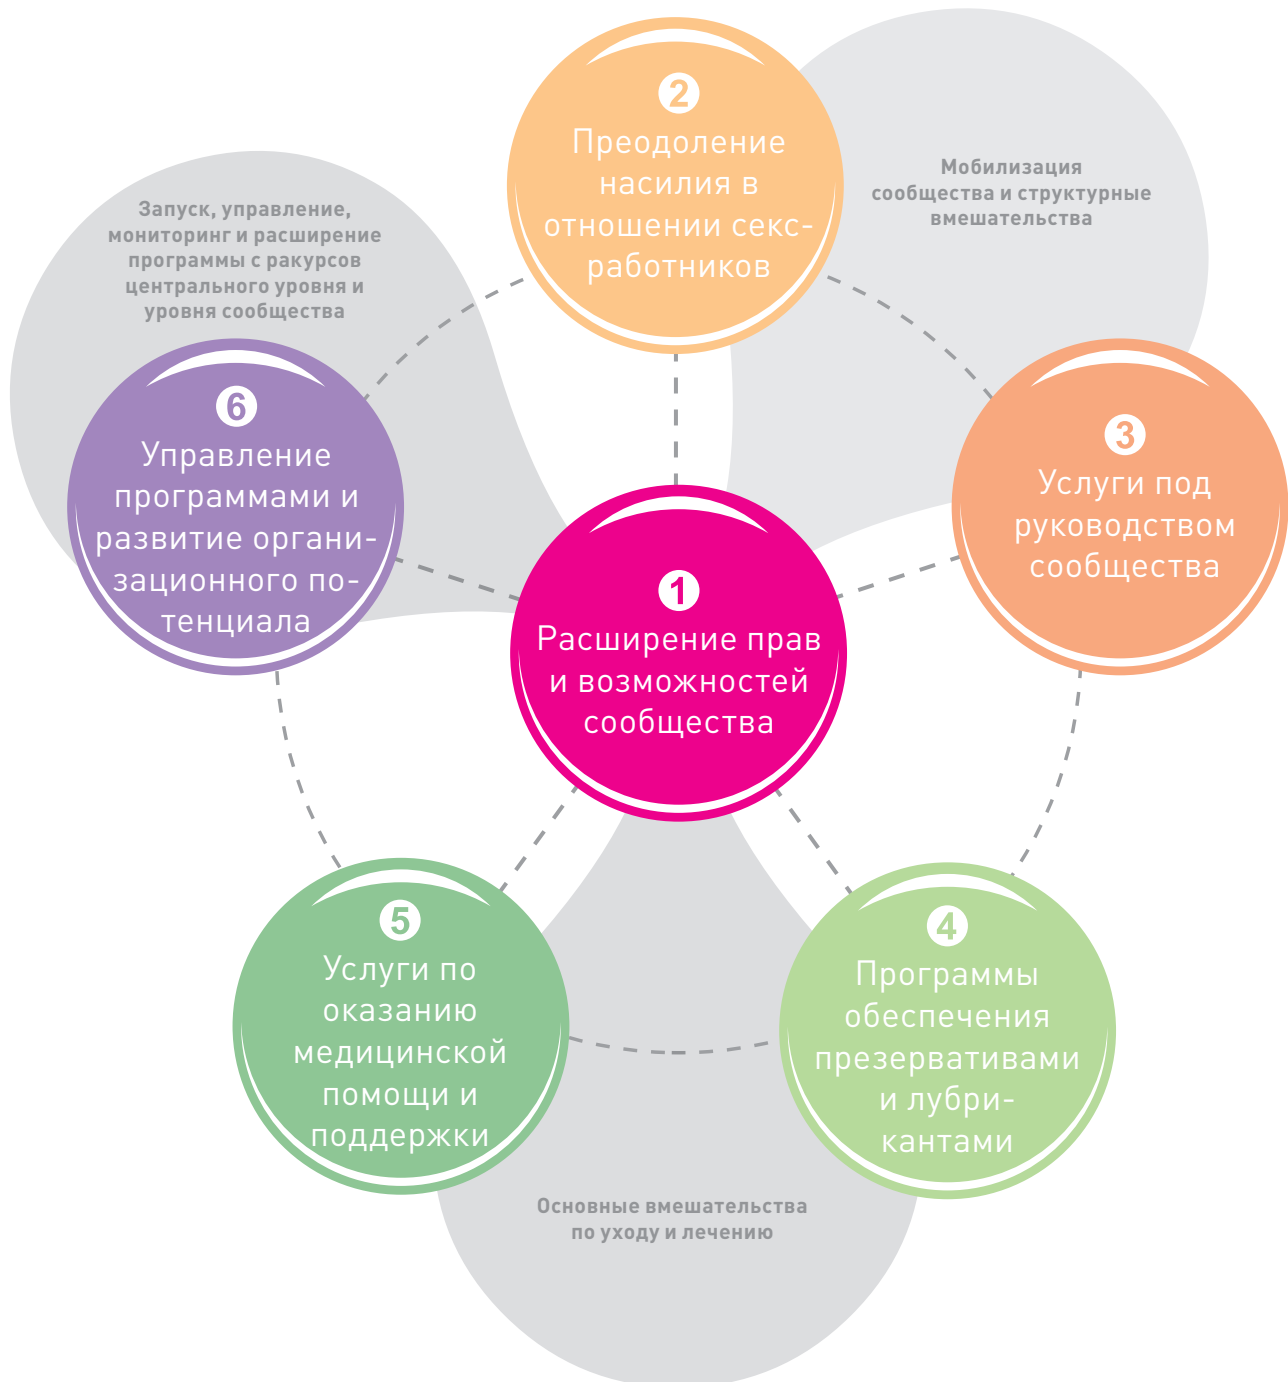 2
Преодоление
насилия в
отношении секс-
работников
Мобилизация
сообщества и структурные
вмешательства
Запуск, управление,
мониторинг и расширение
программы с ракурсов
центрального уровня и
уровня сообщества
6
Управление
программами и
развитие органи-
зационного по-
тенциала
3
Услуги под
руководством
сообщества
1
Расширение прав
и возможностей
сообщества
5
Услуги по
оказанию
медицинской
помощи и
поддержки
4
Программы
обеспечения
презервативами
и лубри-
кантами
Основные вмешательства
по уходу и лечению